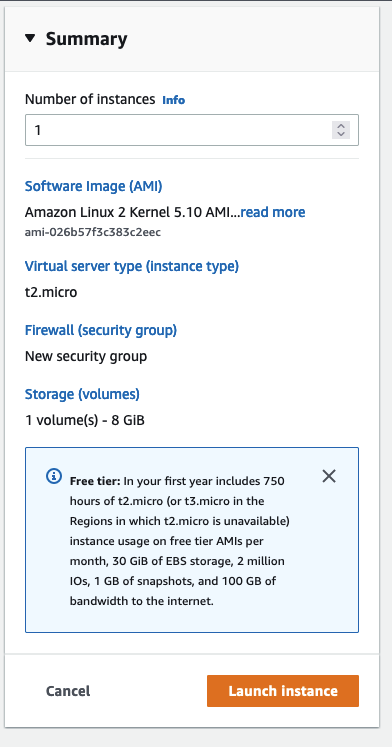 Summary
Number of instances Info
1
Software Image (AMI)
Amazon Linux 2 Kernel 5.10 AMI...read more
ami-026b57f3c383c2eec
Virtual server type (instance type)
t2.micro
Firewall (security group)
New security group
Storage (volumes)
1 volume(s) - 8 GiB
Free tier: In your first year includes 750
hours of t2.micro (or t3.micro in the
Regions in which t2.micro is unavailable)
instance usage on free tier AMIs per
month, 30 GiB of EBS storage, 2 million
IOs, 1 GB of snapshots, and 100 GB of
bandwidth to the internet.
Cancel
Launch instance